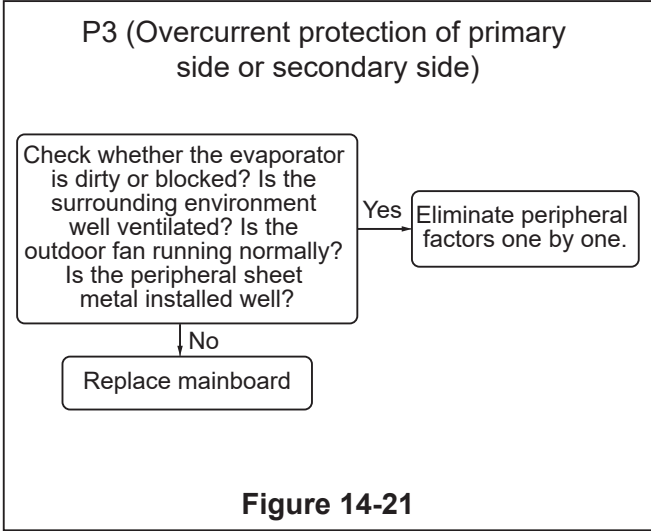 P3 (Overcurrent protection of primary
side or secondary side)
Check whether the evaporator
is dirty or blocked? Is the
surrounding environment
well ventilated? Is the
outdoor fan running normally?
Is the peripheral sheet
metal installed well?
Yes
Eliminate peripheral
factors one by one.
No
Replace mainboard
Figure 14-21